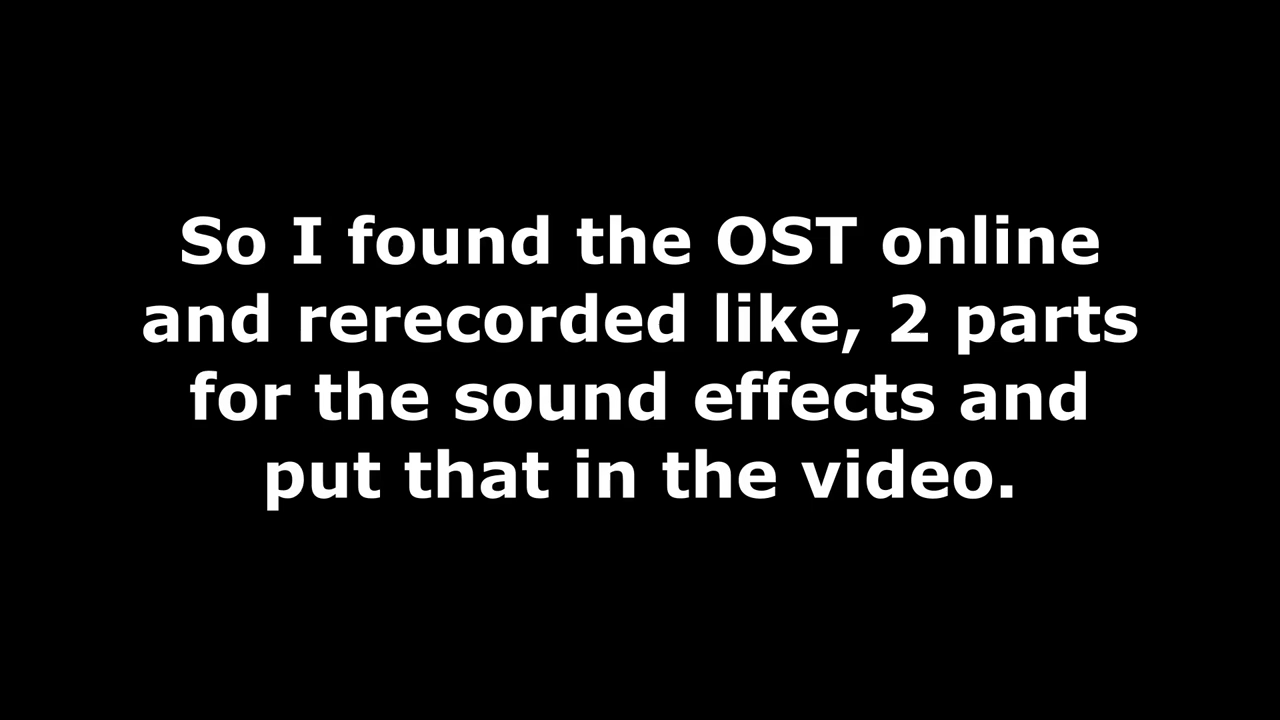 So I found the OST online
and rerecorded like, 2 parts
for the sound effects and
put that in the video.